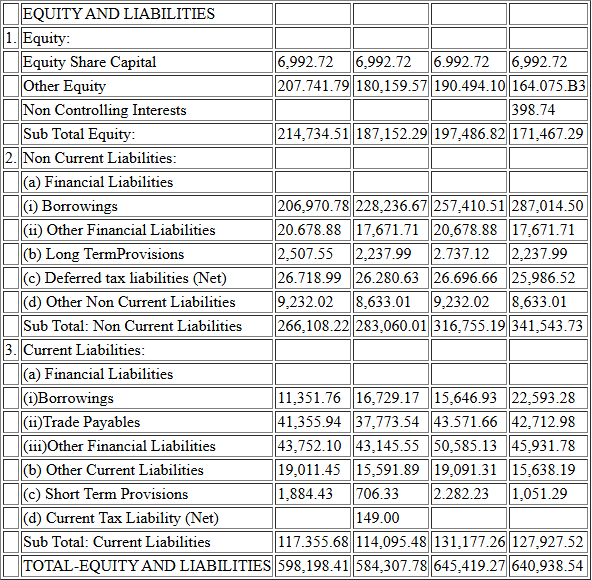 EQUITY AND LIABILITIES
1. Equity:
Equity Share Capital 6,992.72 6,992.72 6.992.72 6,992.72
Other Equity 207.741.79 180,159.57 190.494.10 164.075.B3
Non Controlling Interests 398.74
Sub Total Equity: 214,734.51 187,152.29 197,486.82 171,467.29
2. Non Current Liabilities:
(a) Financial Liabilities
(i) Borrowings 206,970.78 228,236.67 257,410.51 287,014.50
(ii) Other Financial Liabilities 20.678.88 17,671.71 20,678.88 17,671.71
(b) Long TermProvisions 2,507.55 2,237.99 2.737.12 2,237.99
(c) Deferred tax liabilities (Net) 26.718.99 26.280.63 26.696.66 25,986.52
(d) Other Non Current Liabilities 9,232.02 8,633.01 9,232.02 8,633.01
Sub Total: Non Current Liabilities 266,108.22 283,060.01 316,755.19 341,543.73
3. Current Liabilities:
(a) Financial Liabilities
(i)Borrowings 11,351.76 16,729.17 15,646.93 22,593.28
(ii)Trade Payables 41,355.94 37,773.54 43.571.66 42,712.98
(iii)Other Financial Liabilities 43,752.10 43,145.55 50,585.13 45,931.78
(b) Other Current Liabilities 19,011.45 15,591.89 19,091.31 15,638.19
(c) Short Term Provisions 1,884.43 706.33 2.282.23 1,051.29
(d) Current Tax Liability (Net) 149.00
Sub Total: Current Liabilities 117.355.68 114,095.48 131,177.26 127,927.52
TOTAL-EQUITY AND LIABILITIES 598,198.41 584,307.78 645,419.27 640,938.54